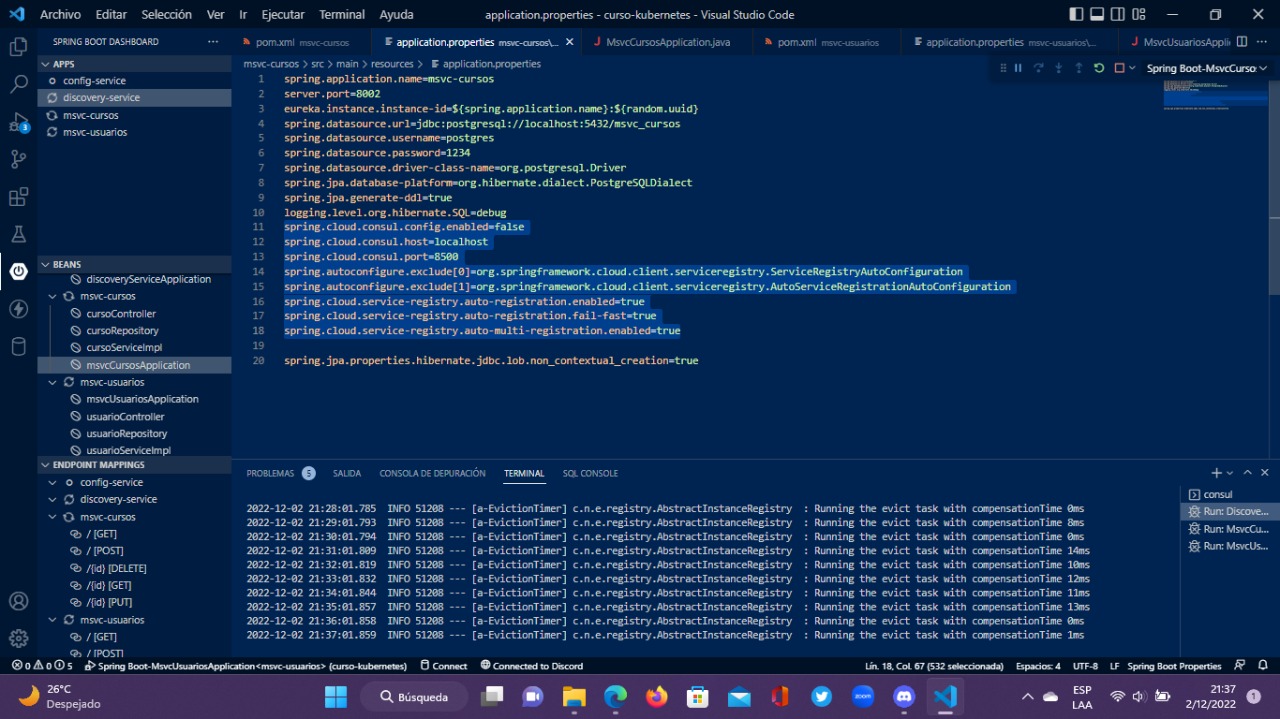 Archivo Editar Selección Ver Ir Ejecutar Terminal Ayuda application.properties - curso-kubernetes - Visual Studio Code
SPRING BOOT DASHBOARD ···
APPS
config-service
discovery-service
msvc-cursos
msvc-usuarios
BEANS
discoveryServiceApplication
msvc-cursos
cursoController
cursoRepository
cursoServiceImpl
msvcCursosApplication
msvc-usuarios
msvcUsuariosApplication
usuarioController
usuarioRepository
usuarioServiceImpl
ENDPOINT MAPPINGS
config-service
discovery-service
msvc-cursos
/ [GET]
/ [POST]
/{id} [DELETE]
/{id} [GET]
/{id} [PUT]
msvc-usuarios
/ [GET]
/ [POST]
3
pom.xml msvc-cursos application.properties msvc-cursos\... MsvcCursosApplication.java pom.xml msvc-usuarios application.properties msvc-usuarios\... MsvcUsuariosAppli
msvc-cursos > src > main > resources > application.properties
Spring Boot-MsvcCurso:
1 spring.application.name=msvc-cursos
2 server.port=8002
3 eureka.instance.instance-id=${spring.application.name}:${random.uuid}
4 spring.datasource.url=jdbc:postgresql://localhost:5432/msvc_cursos
5 spring.datasource.username=postgres
6 spring.datasource.password=1234
7 spring.datasource.driver-class-name=org.postgresql.Driver
8 spring.jpa.database-platform=org.hibernate.dialect.PostgreSQLDialect
9 spring.jpa.generate-ddl=true
10 logging.level.org.hibernate.SQL=debug
11 spring.cloud.consul.config.enabled=false
12 spring.cloud.consul.host=localhost
13 spring.cloud.consul.port=8500
14 spring.autoconfigure.exclude[0]=org.springframework.cloud.client.serviceregistry.ServiceRegistryAutoConfiguration
15 spring.autoconfigure.exclude[1]=org.springframework.cloud.client.serviceregistry.AutoServiceRegistrationAutoConfiguration
16 spring.cloud.service-registry.auto-registration.enabled=true
17 spring.cloud.service-registry.auto-registration.fail-fast=true
18 spring.cloud.service-registry.auto-multi-registration.enabled=true
19
20 spring.jpa.properties.hibernate.jdbc.lob.non_contextual_creation=true
PROBLEMAS 5 SALIDA CONSOLA DE DEPURACIÓN TERMINAL SQL CONSOLE
2022-12-02 21:28:01.785 INFO 51208 --- [a-EvictionTimer] c.n.e.registry.AbstractInstanceRegistry : Running the evict task with compensationTime 0ms
2022-12-02 21:29:01.793 INFO 51208 --- [a-EvictionTimer] c.n.e.registry.AbstractInstanceRegistry : Running the evict task with compensationTime 8ms
2022-12-02 21:30:01.794 INFO 51208 --- [a-EvictionTimer] c.n.e.registry.AbstractInstanceRegistry : Running the evict task with compensationTime 0ms
2022-12-02 21:31:01.809 INFO 51208 --- [a-EvictionTimer] c.n.e.registry.AbstractInstanceRegistry : Running the evict task with compensationTime 14ms
2022-12-02 21:32:01.819 INFO 51208 --- [a-EvictionTimer] c.n.e.registry.AbstractInstanceRegistry : Running the evict task with compensationTime 10ms
2022-12-02 21:33:01.832 INFO 51208 --- [a-EvictionTimer] c.n.e.registry.AbstractInstanceRegistry : Running the evict task with compensationTime 12ms
2022-12-02 21:34:01.844 INFO 51208 --- [a-EvictionTimer] c.n.e.registry.AbstractInstanceRegistry : Running the evict task with compensationTime 11ms
2022-12-02 21:35:01.857 INFO 51208 --- [a-EvictionTimer] c.n.e.registry.AbstractInstanceRegistry : Running the evict task with compensationTime 13ms
2022-12-02 21:36:01.858 INFO 51208 --- [a-EvictionTimer] c.n.e.registry.AbstractInstanceRegistry : Running the evict task with compensationTime 0ms
2022-12-02 21:37:01.859 INFO 51208 --- [a-EvictionTimer] c.n.e.registry.AbstractInstanceRegistry : Running the evict task with compensationTime 1ms
consul
Run: Discove...
Run: MsvcCu...
Run: MsvcUs...
0 0 5 Spring Boot-MsvcUsuariosApplication<msvc-usuarios> (curso-kubernetes) Connect Connected to Discord Lín. 18, Col. 67 (532 seleccionada) Espacios: 4 UTF-8 LF Spring Boot Properties
26°C
Despejado
Búsqueda
zoom
ESP
LAA
21:37
2/12/2022
1